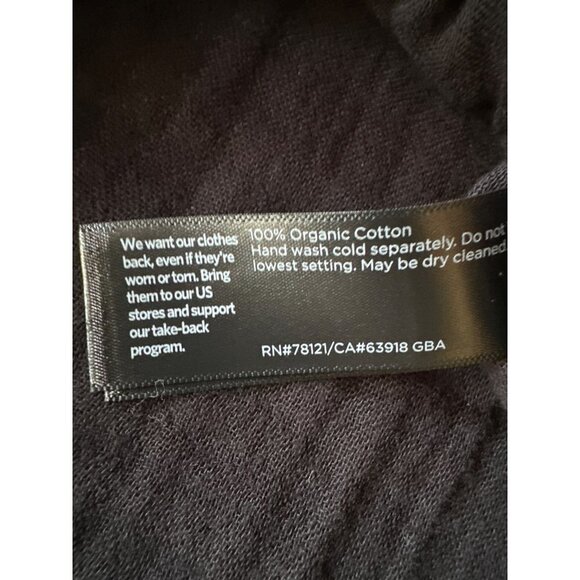 We want our clothes
back, even if they're
worn or torn. Bring
them to our US
stores and support
our take-back
program.
100% Organic Cotton
Hand wash cold separately. Do not
lowest setting. May be dry cleaned.
RN#78121/CA#63918 GBA